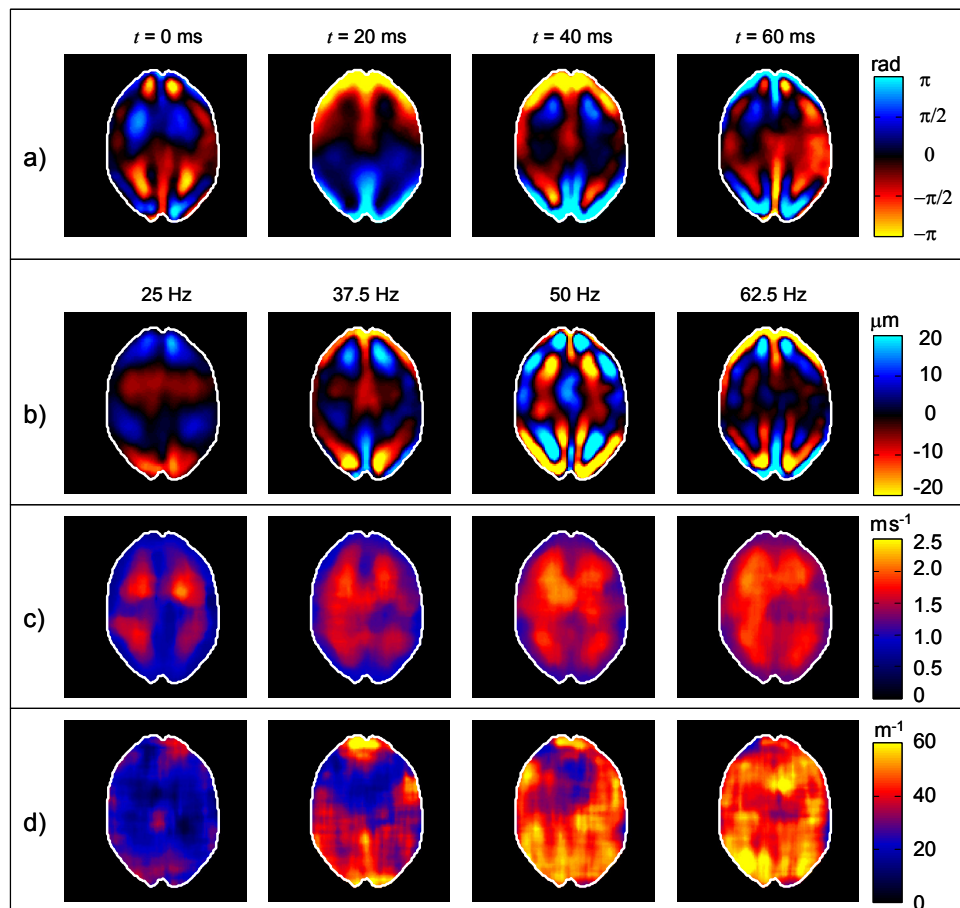 t = 0 ms t = 20 ms t = 40 ms t = 60 ms
rad
π
π/2
a) 0
−π/2
−π
25 Hz 37.5 Hz 50 Hz 62.5 Hz
μm
20
10
b) 0
-10
-20
ms⁻¹
2.5
2.0
c) 1.5
1.0
0.5
0
m⁻¹
60
40
d) 20
0